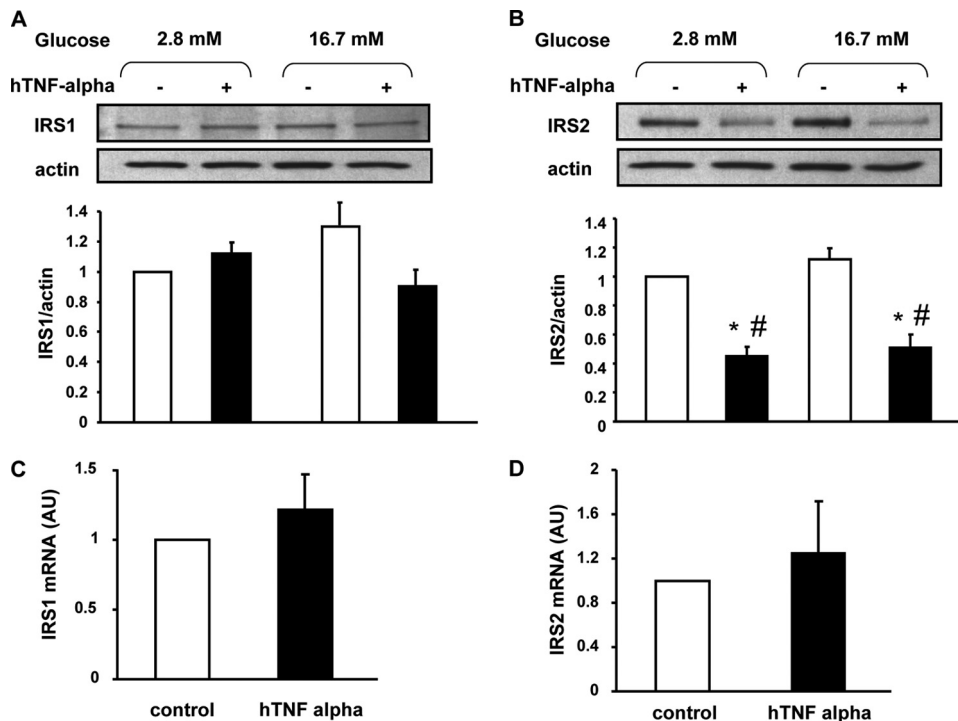 A
Glucose 2.8 mM 16.7 mM
hTNF-alpha - + - +
IRS1
actin
1.4
1.2
1
0.8
0.6
0.4
0.2
0
IRS1/actin
B
Glucose 2.8 mM 16.7 mM
hTNF-alpha - + - +
IRS2
actin
1.4
1.2
1
0.8
0.6
0.4
0.2
0
IRS2/actin
* #
* #
C
1.5
1
0.5
0
IRS1 mRNA (AU)
control hTNF alpha
D
2
1.6
1.2
0.8
0.4
0
IRS2 mRNA (AU)
control hTNF alpha